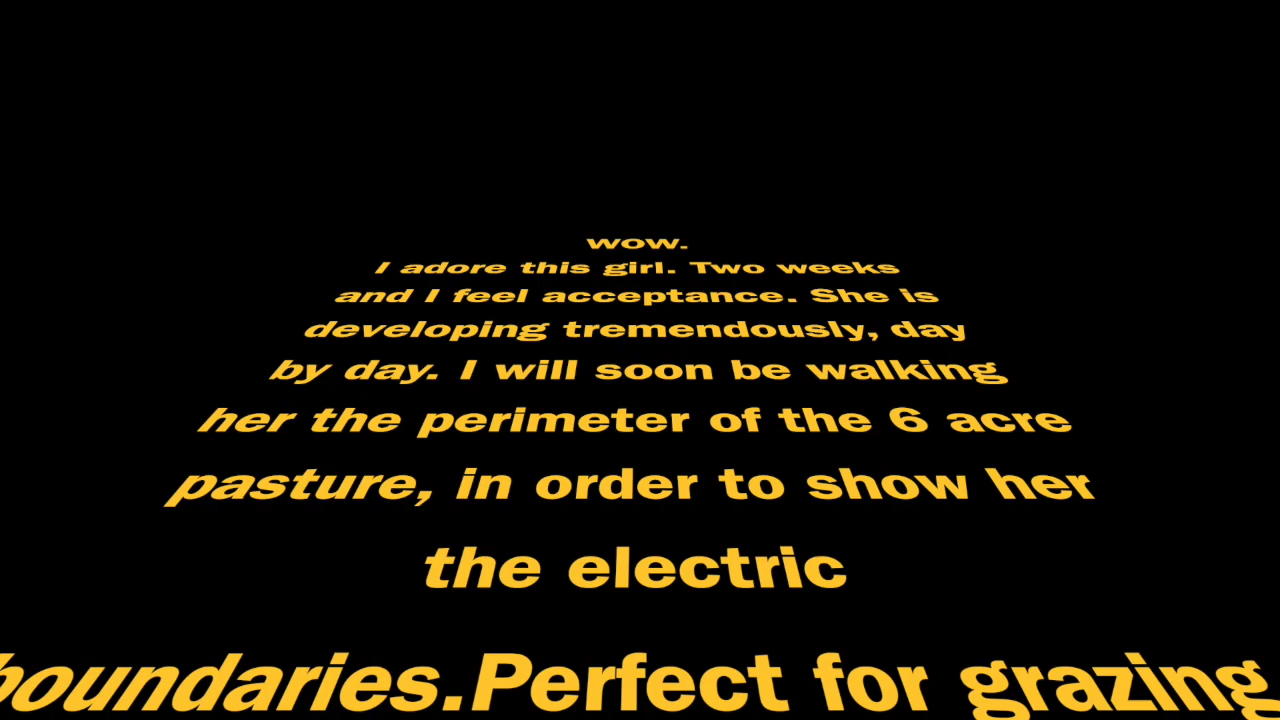 wow.
I adore this girl. Two weeks
and I feel acceptance. She is
developing tremendously, day
by day. I will soon be walking
her the perimeter of the 6 acre
pasture, in order to show her
the electric
boundaries.Perfect for grazing